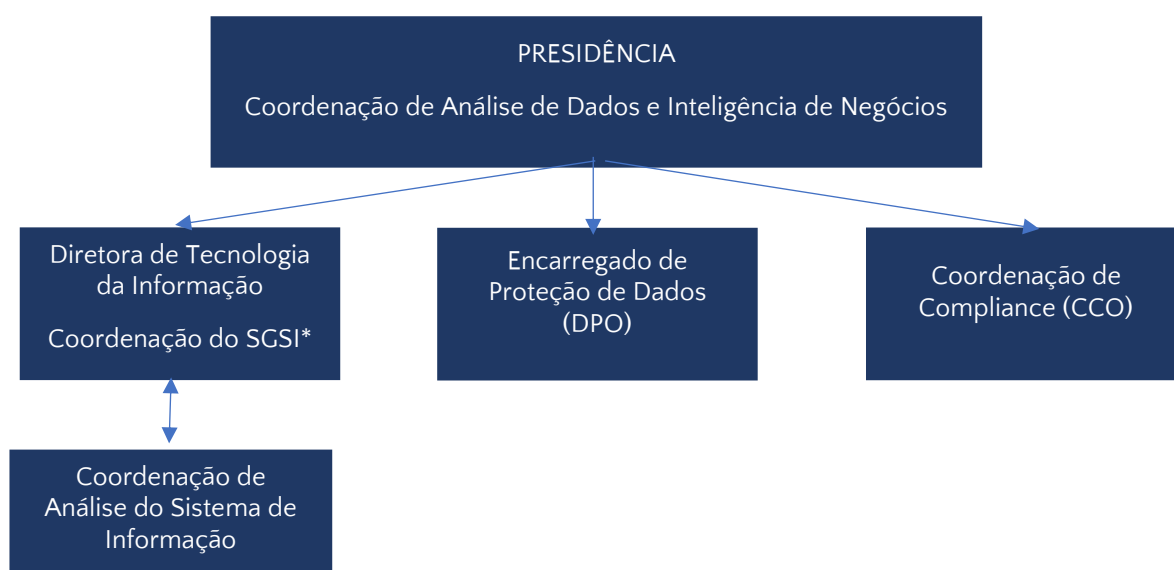 PRESIDÊNCIA
Coordenação de Análise de Dados e Inteligência de Negócios
Diretora de Tecnologia
da Informação
Coordenação do SGSI*
Encarregado de
Proteção de Dados
(DPO)
Coordenação de
Compliance (CCO)
Coordenação de
Análise do Sistema de
Informação